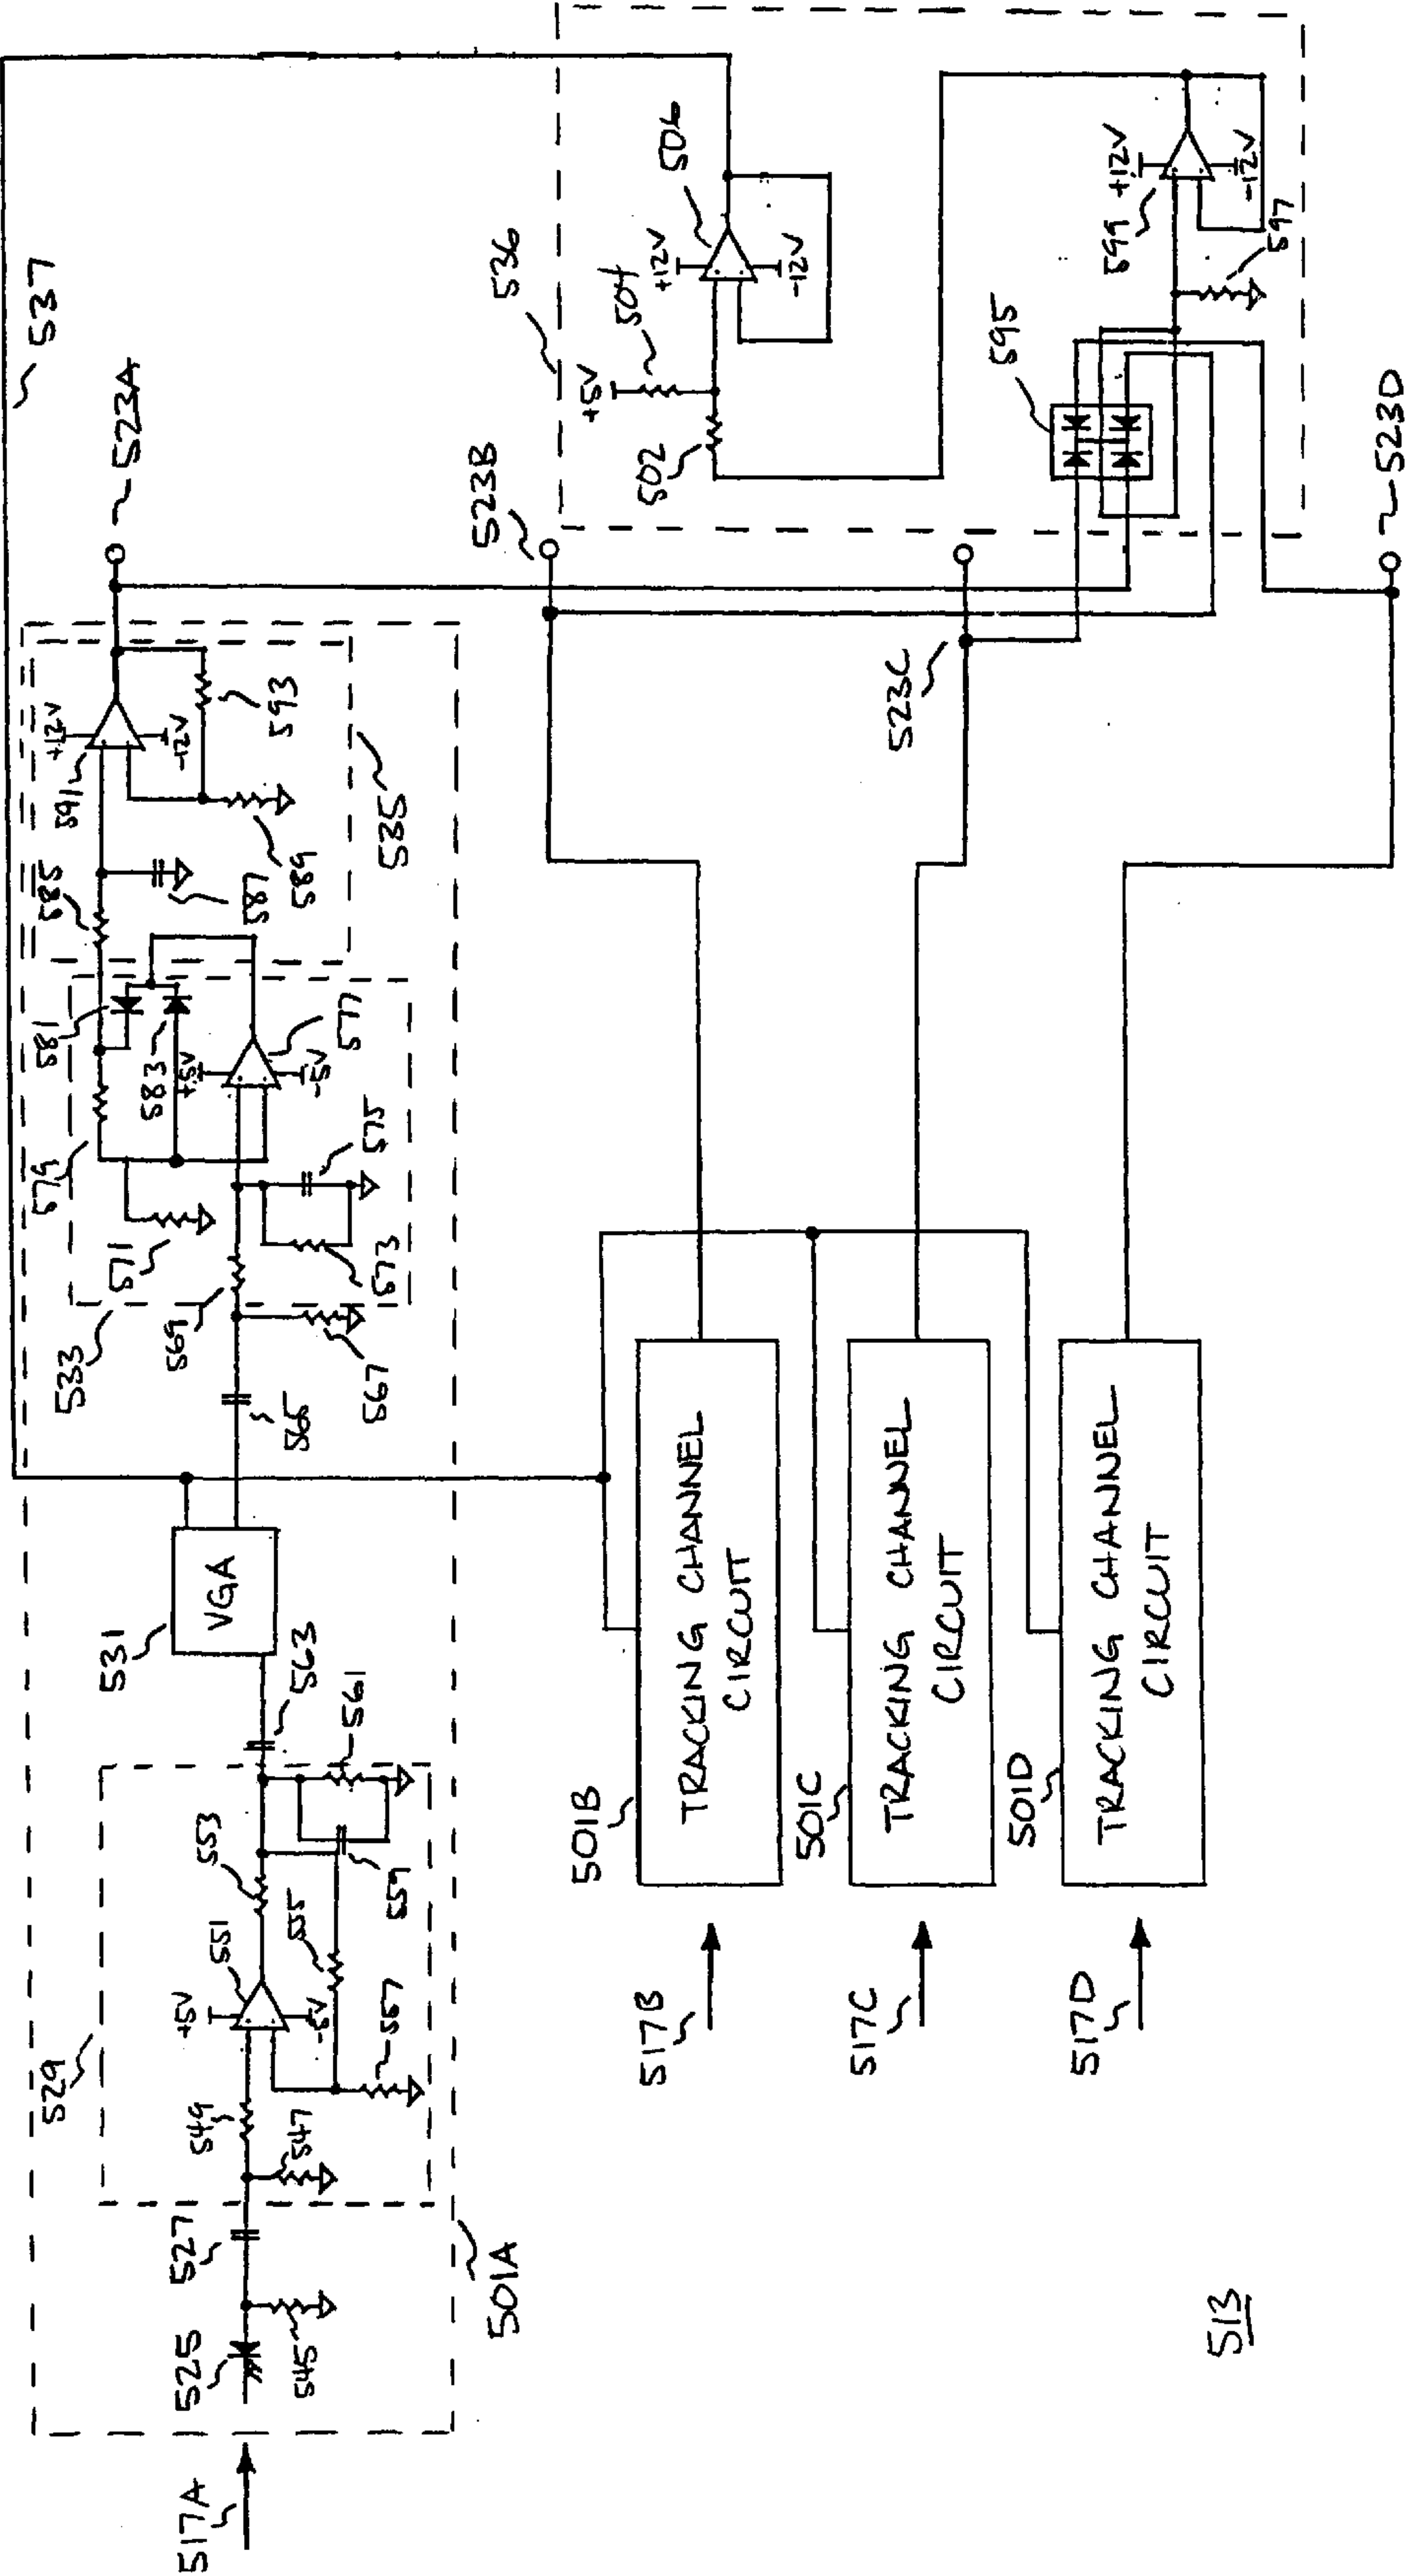 537
523A
+12V
-12V
591
593
585
535
587
589
581
583
+5V
-5V
577
579
571
575
573
569
567
533
565
531
VGA
563
529
553
561
551
+5V
-5V
555
559
557
549
547
527
525
545
501A
517A
536
+12V
506
-12V
504
+5V
502
523B
599
+12V
-12V
597
595
523C
523D
501B
TRACKING CHANNEL
CIRCUIT
501C
TRACKING CHANNEL
CIRCUIT
501D
TRACKING CHANNEL
CIRCUIT
517B
517C
517D
513